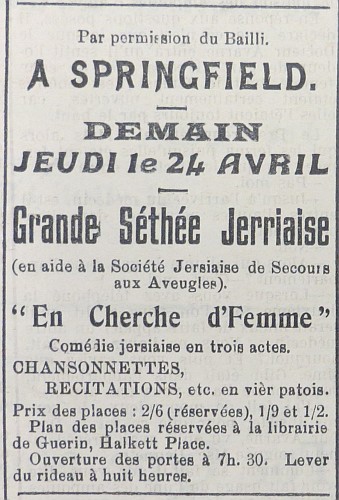 Par permission du Bailli.
A SPRINGFIELD.
DEMAIN
JEUDI le 24 AVRIL
Grande Séthée Jerriaise
(en aide à la Société Jersiaise de Secours
aux Aveugles).
"En Cherche d'Femme"
Comédie jersiaise en trois actes.
CHANSONNETTES,
RECITATIONS, etc. en vièr patois.
Prix des places : 2/6 (réservées), 1/9 et 1/2.
Plan des places réservées à la librairie
de Guerin, Halkett Place.
Ouverture des portes à 7h. 30. Lever
du rideau à huit heures.